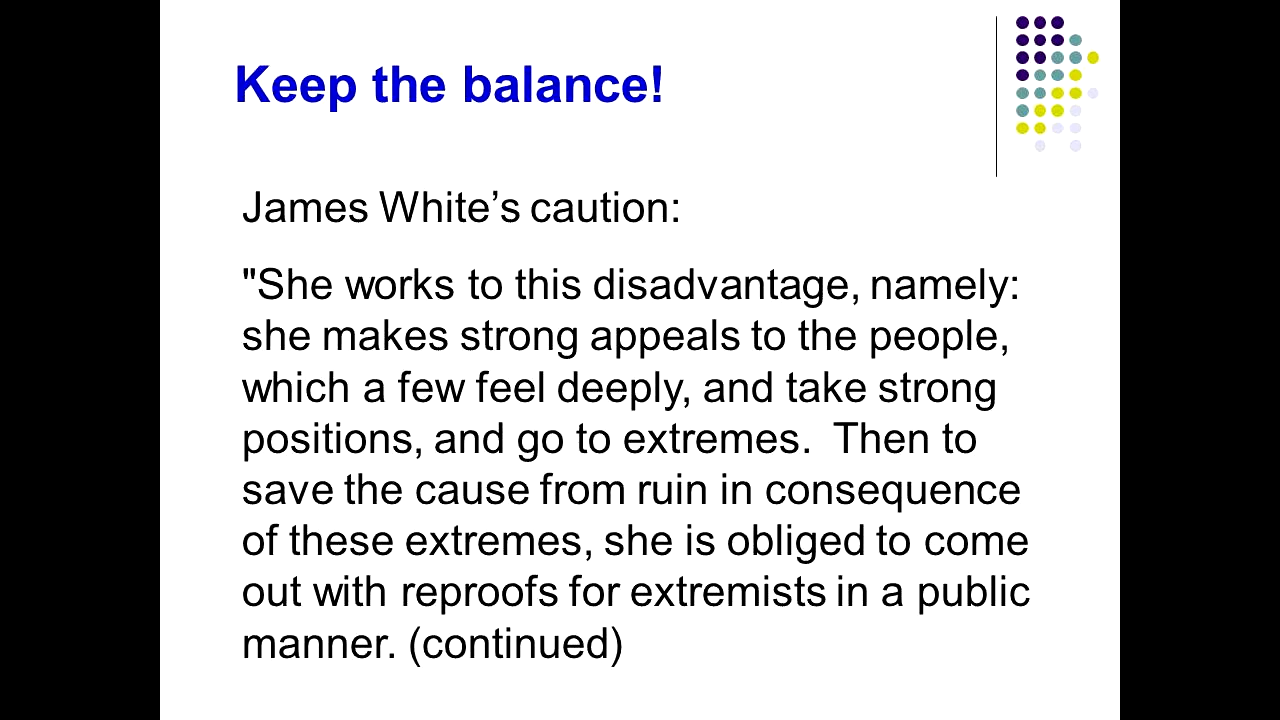 Keep the balance!
James White’s caution:
"She works to this disadvantage, namely:
she makes strong appeals to the people,
which a few feel deeply, and take strong
positions, and go to extremes.  Then to
save the cause from ruin in consequence
of these extremes, she is obliged to come
out with reproofs for extremists in a public
manner. (continued)